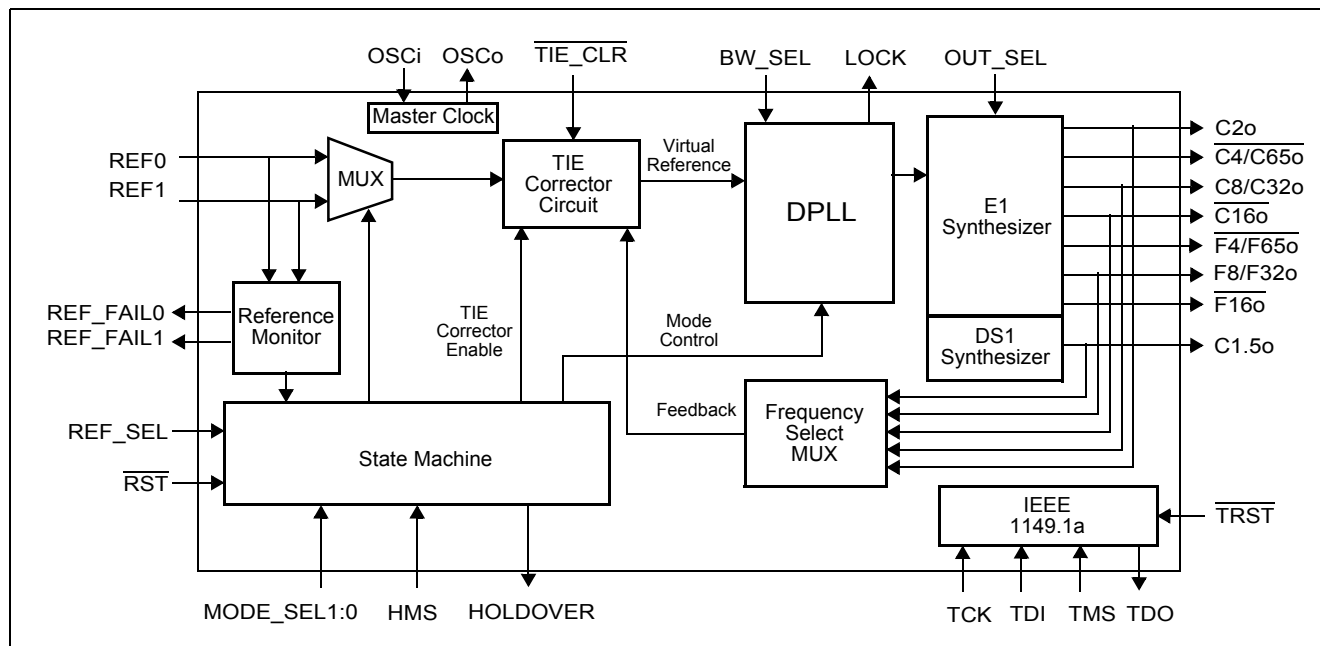 OSCi OSCo TIE_CLR BW_SEL LOCK OUT_SEL
Master Clock
REF0
REF1
MUX
TIE
Corrector
Circuit
Virtual
Reference
DPLL
E1
Synthesizer
DS1
Synthesizer
C2o
C4/C65o
C8/C32o
C16o
F4/F65o
F8/F32o
F16o
C1.5o
REF_FAIL0
REF_FAIL1
Reference
Monitor
TIE
Corrector
Enable
Mode
Control
REF_SEL
RST
State Machine
Feedback
Frequency
Select
MUX
IEEE
1149.1a
TRST
MODE_SEL1:0 HMS HOLDOVER
TCK TDI TMS TDO